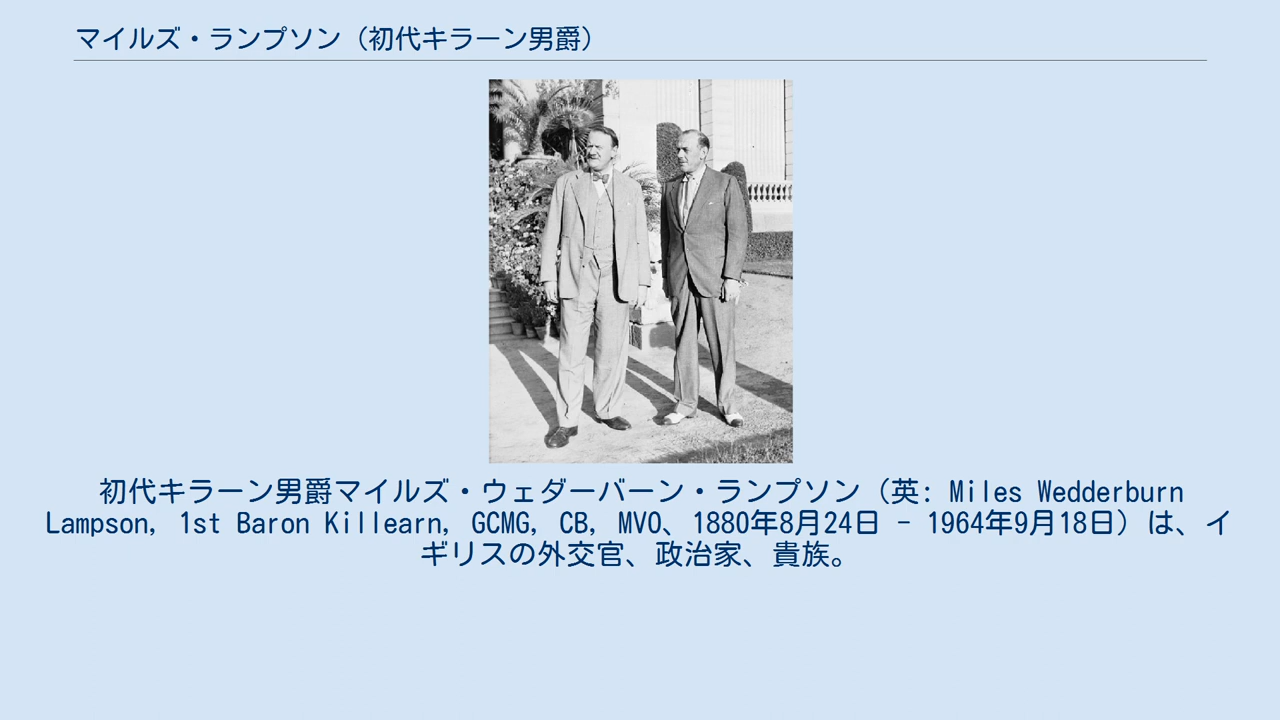 マイルズ・ランプソン（初代キラーン男爵）
初代キラーン男爵マイルズ・ウェダーバーン・ランプソン（英: Miles Wedderburn
Lampson, 1st Baron Killearn, GCMG, CB, MVO、1880年8月24日 - 1964年9月18日）は、イ
ギリスの外交官、政治家、貴族。